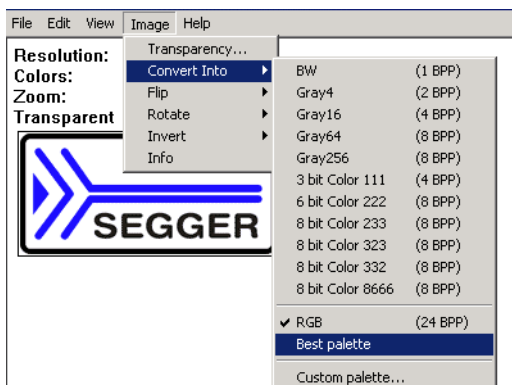 File Edit View Image Help
Resolution:
Colors:
Zoom:
Transparent
SEGGER
Transparency...
Convert Into
Flip
Rotate
Invert
Info
BW (1 BPP)
Gray4 (2 BPP)
Gray16 (4 BPP)
Gray64 (8 BPP)
Gray256 (8 BPP)
3 bit Color 111 (4 BPP)
6 bit Color 222 (8 BPP)
8 bit Color 233 (8 BPP)
8 bit Color 323 (8 BPP)
8 bit Color 332 (8 BPP)
8 bit Color 8666 (8 BPP)
RGB (24 BPP)
Best palette
Custom palette...